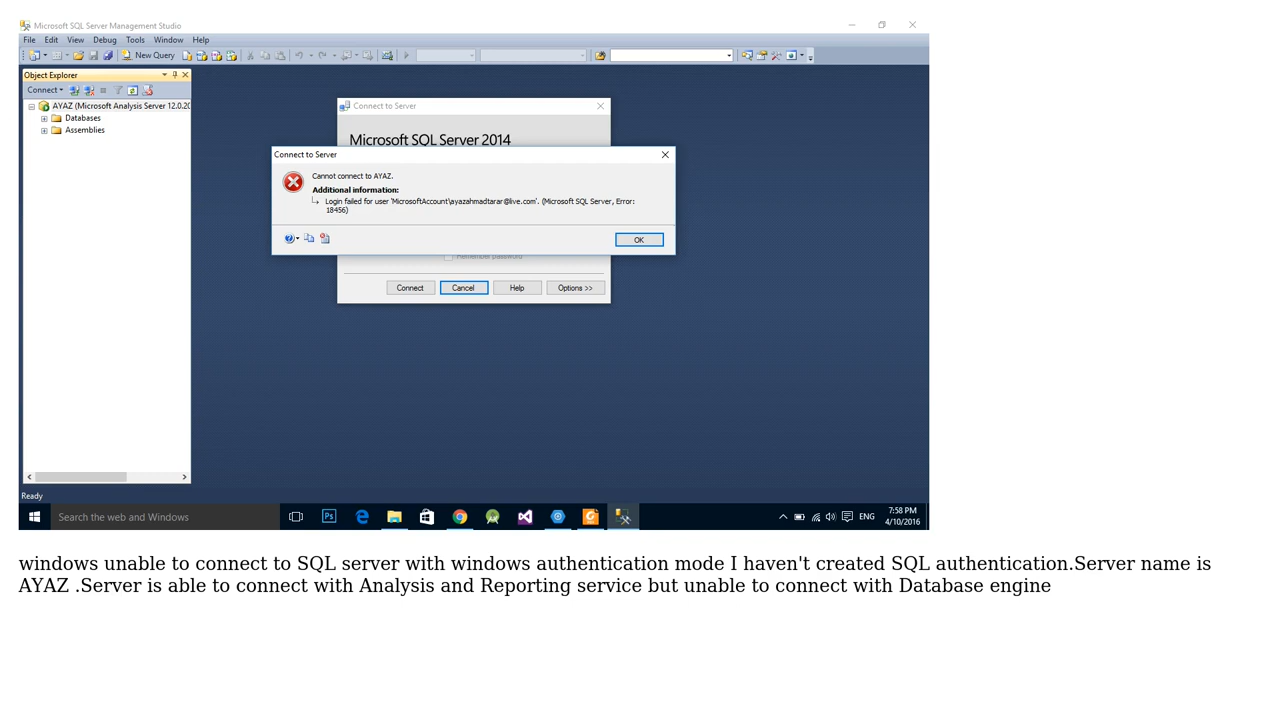 Microsoft SQL Server Management Studio
File Edit View Debug Tools Window Help
New Query
Object Explorer
Connect
AYAZ (Microsoft Analysis Server 12.0.20
Databases
Assemblies
Connect to Server
Microsoft SQL Server 2014
Connect to Server
Cannot connect to AYAZ.
Additional information:
Login failed for user 'MicrosoftAccount\ayazahmadtarar@live.com'. (Microsoft SQL Server, Error:
18456)
OK
Remember password
Connect Cancel Help Options >>
Ready
Search the web and Windows
Ps
ENG
7:58 PM
4/10/2016
windows unable to connect to SQL server with windows authentication mode I haven't created SQL authentication.Server name is
AYAZ .Server is able to connect with Analysis and Reporting service but unable to connect with Database engine